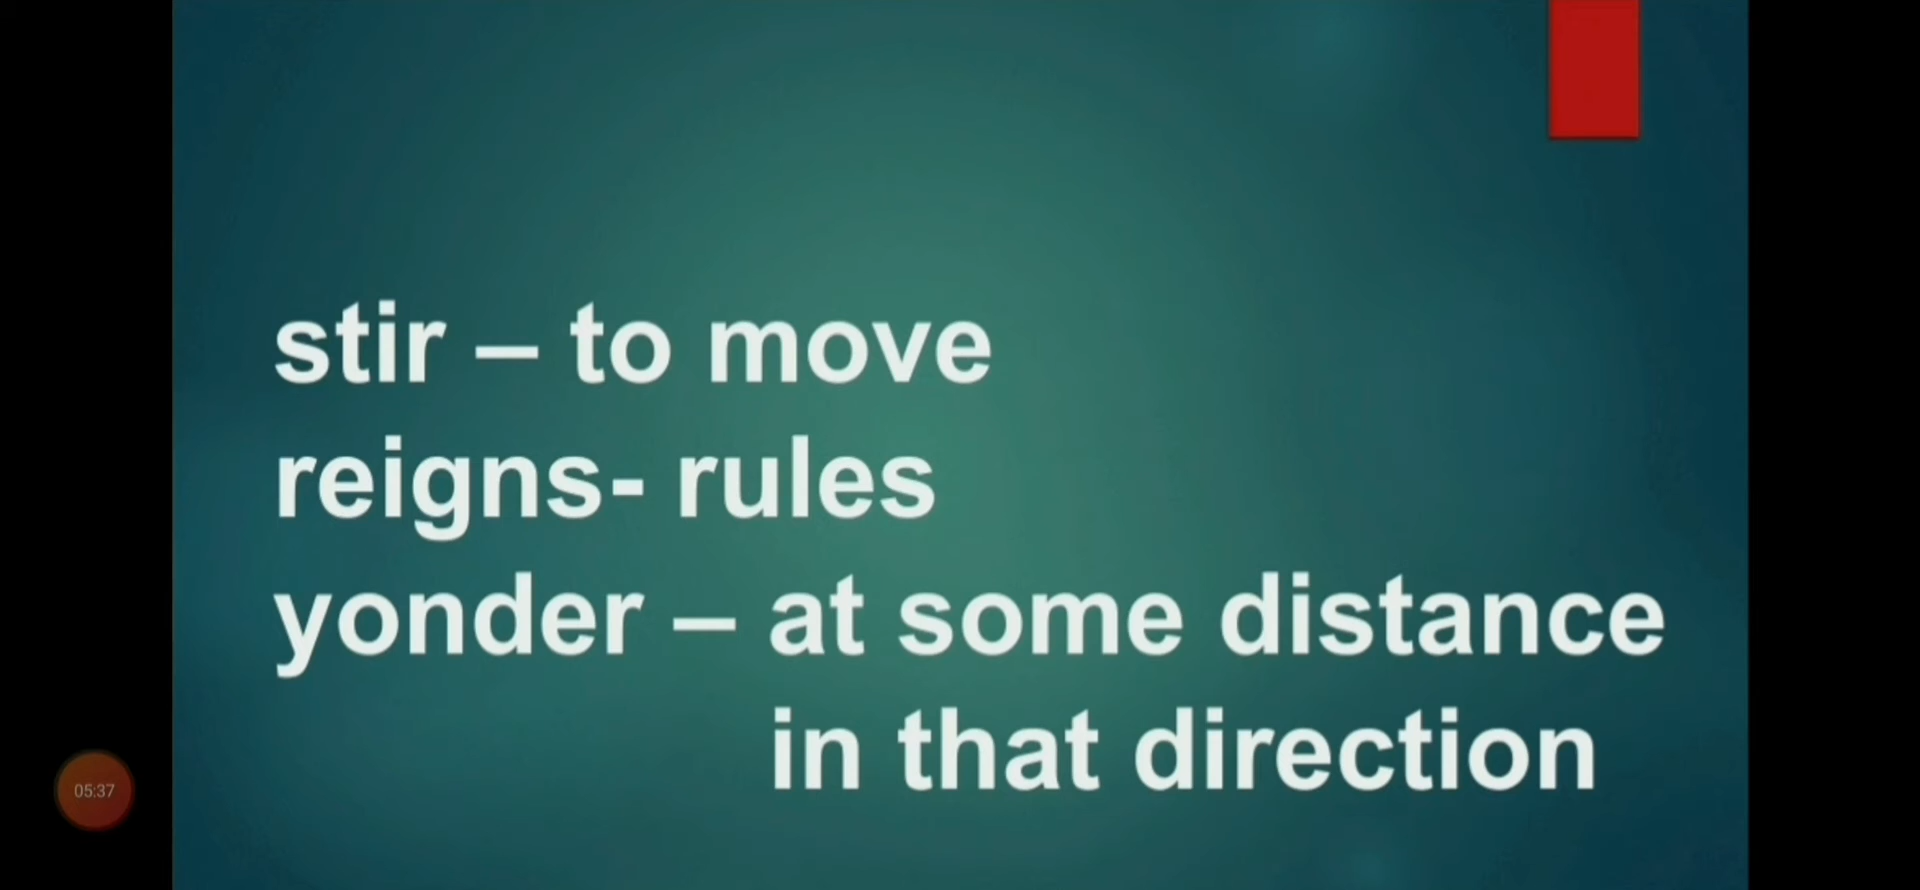 stir – to move
reigns- rules
yonder – at some distance
in that direction
05:37